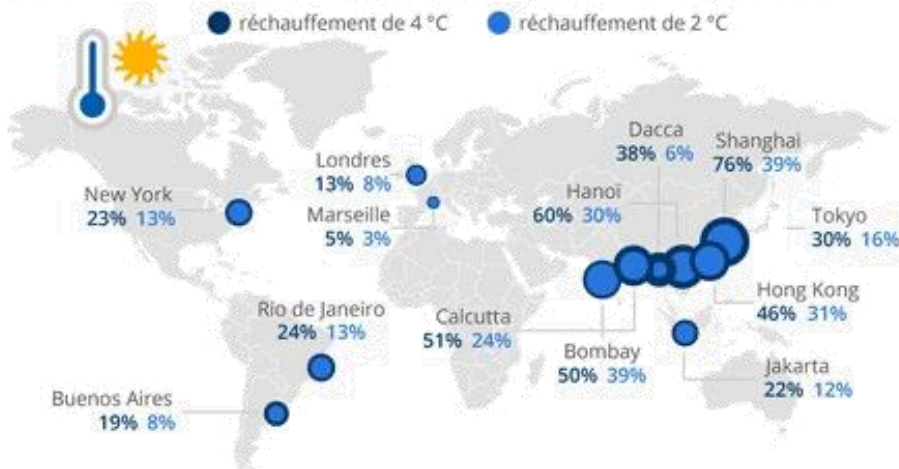 réchauffement de 4 °C réchauffement de 2 °C
Dacca
38% 6%
Shanghai
76% 39%
Londres
13% 8%
Hanoï
60% 30%
New York
23% 13%
Marseille
5% 3%
Tokyo
30% 16%
Rio de Janeiro
24% 13%
Calcutta
51% 24%
Hong Kong
46% 31%
Bombay
50% 39%
Jakarta
22% 12%
Buenos Aires
19% 8%